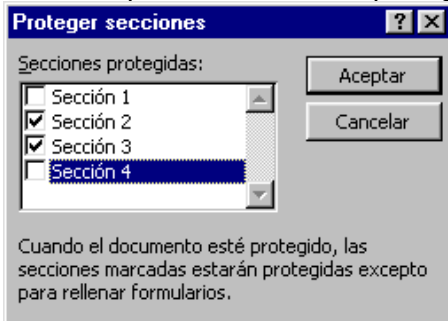 Proteger secciones
Secciones protegidas:
Aceptar
Sección 1
Sección 2
Cancelar
Sección 3
Sección 4
Cuando el documento esté protegido, las
secciones marcadas estarán protegidas excepto
para rellenar formularios.